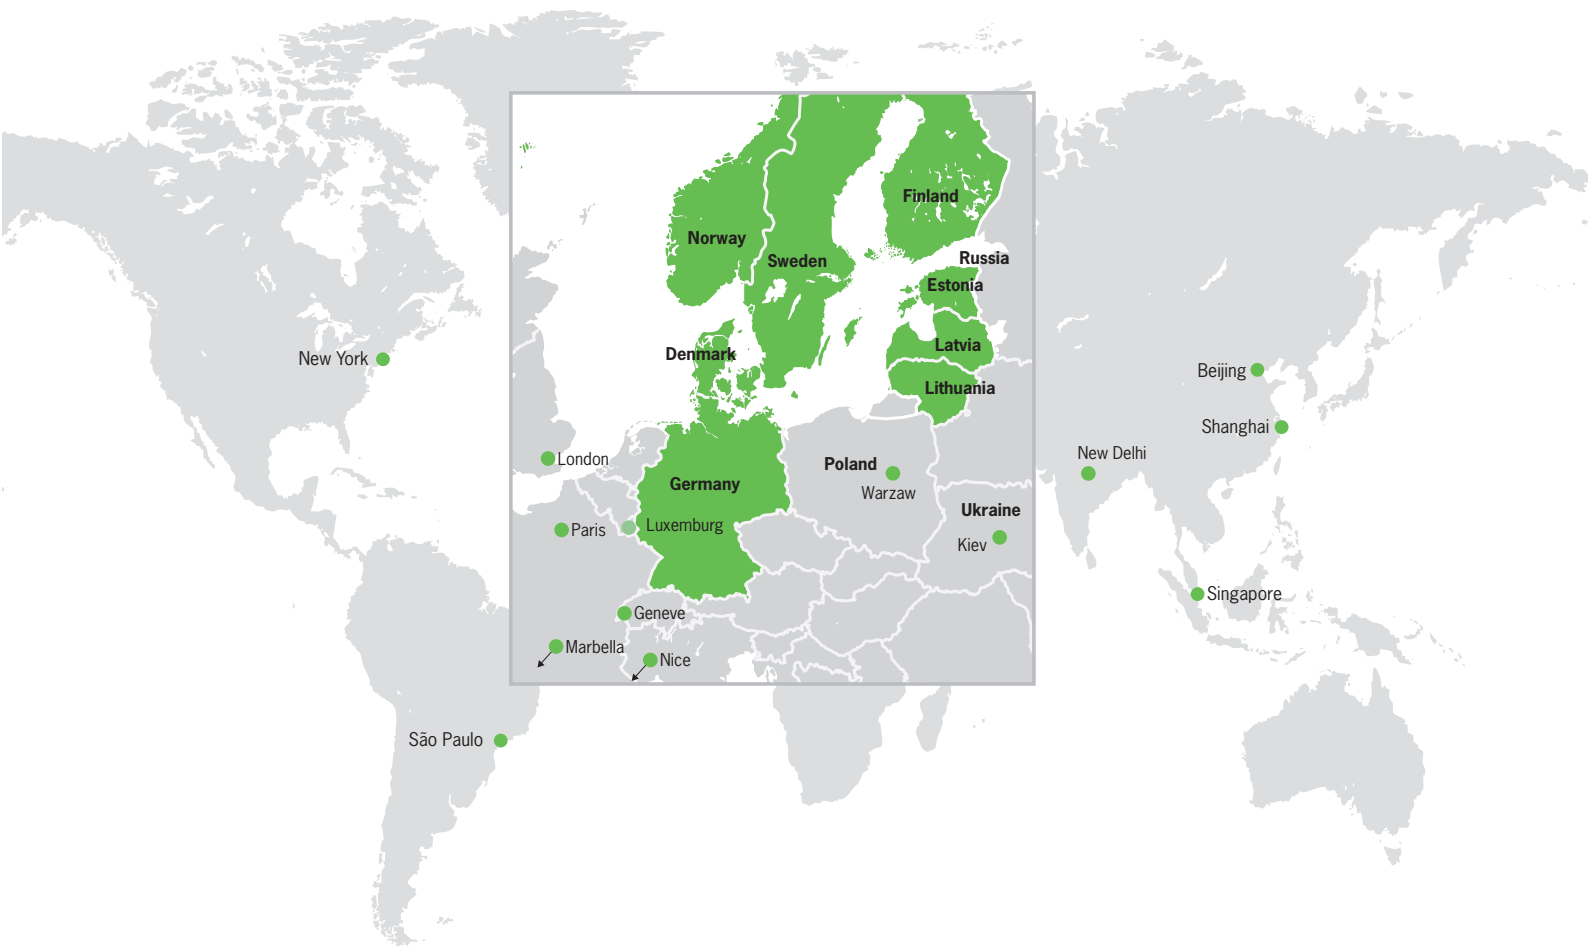 Finland
Norway
Sweden
Russia
Estonia
Latvia
Denmark
Lithuania
New York
Beijing
Shanghai
New Delhi
London
Poland
Warzaw
Germany
Ukraine
Luxemburg
Paris
Kiev
Singapore
Geneve
Marbella
Nice
São Paulo